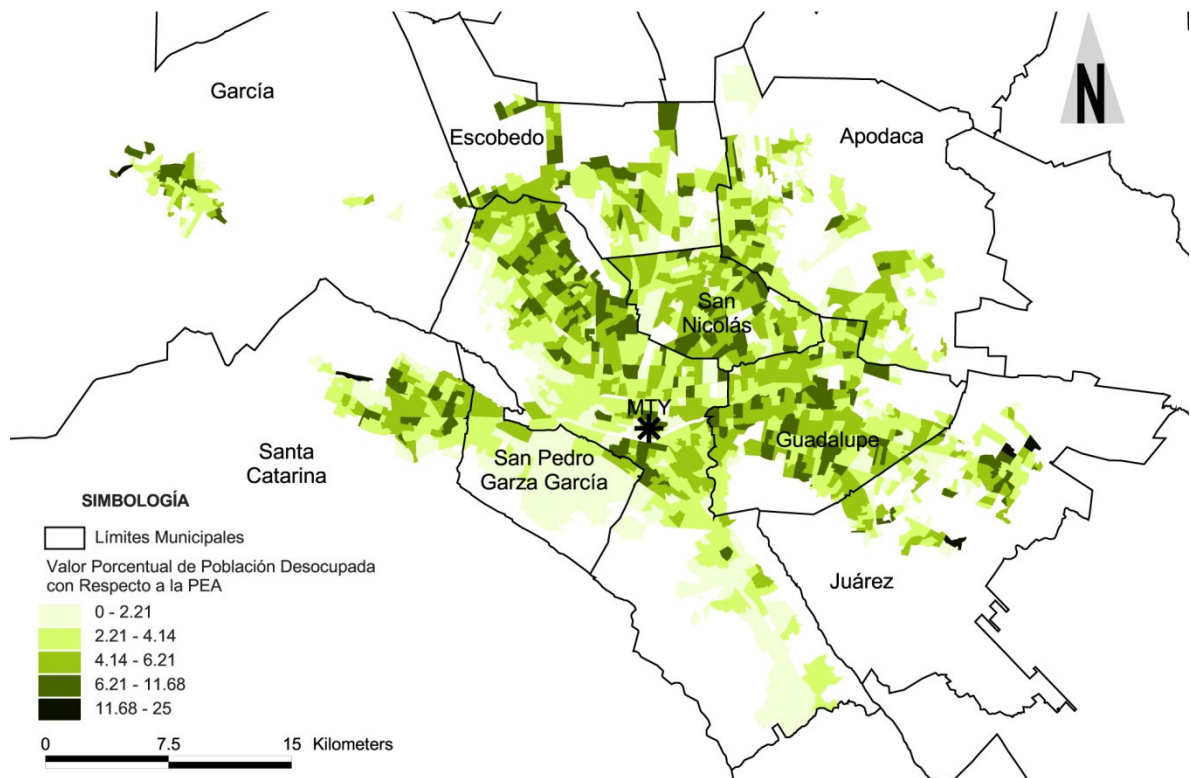 García
Escobedo
Apodaca
N
San
Nicolás
MTY
Guadalupe
Santa
Catarina
San Pedro
Garza García
Juárez
SIMBOLOGÍA
Límites Municipales
Valor Porcentual de Población Desocupada
con Respecto a la PEA
0 - 2.21
2.21 - 4.14
4.14 - 6.21
6.21 - 11.68
11.68 - 25
0 7.5 15 Kilometers